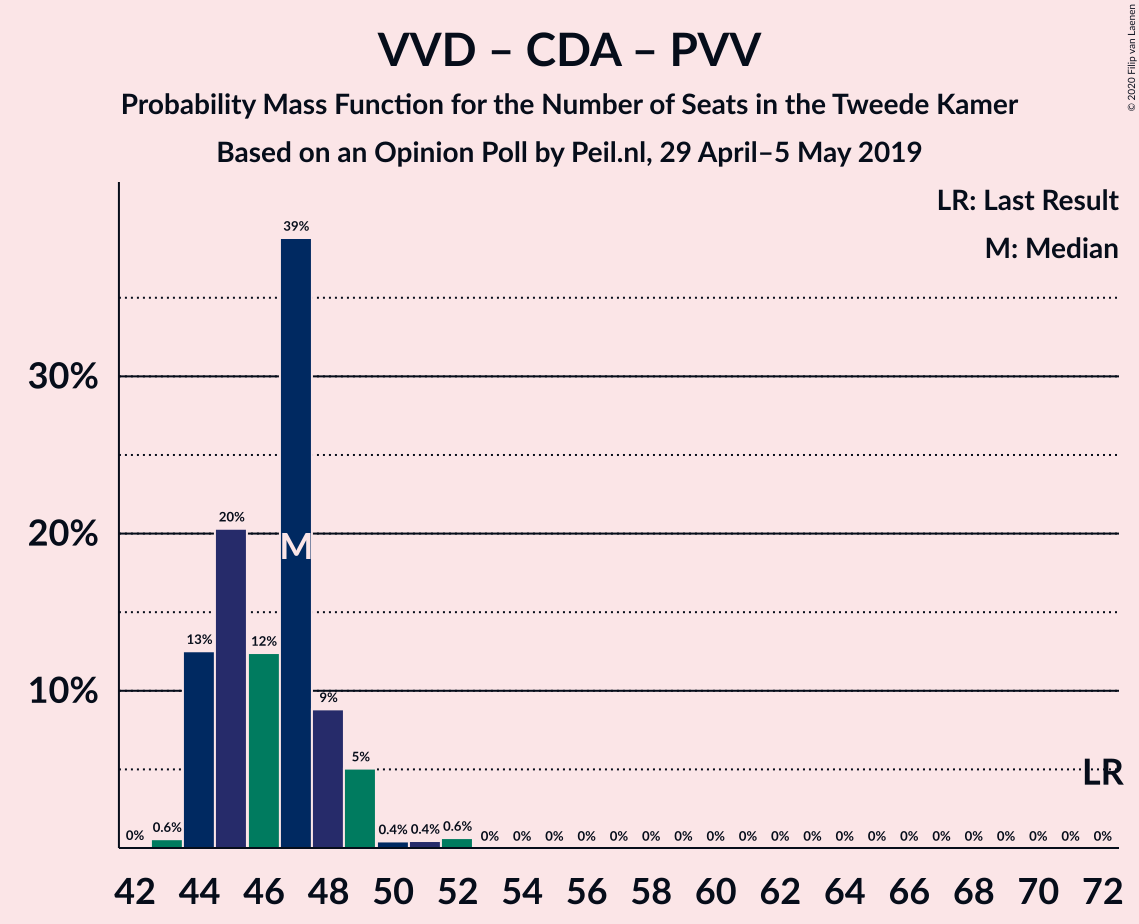 VVD – CDA – PVV
Probability Mass Function for the Number of Seats in the Tweede Kamer
Based on an Opinion Poll by Peil.nl, 29 April–5 May 2019
© 2020 Filip van Laenen
LR: Last Result
M: Median
30%
20%
10%
0%
0.6%
13%
20%
12%
39%
9%
5%
0.4%
0.4%
0.6%
0% 0% 0% 0% 0% 0% 0% 0% 0% 0% 0% 0% 0% 0% 0% 0% 0% 0% 0% 0%
M
LR
42 44 46 48 50 52 54 56 58 60 62 64 66 68 70 72